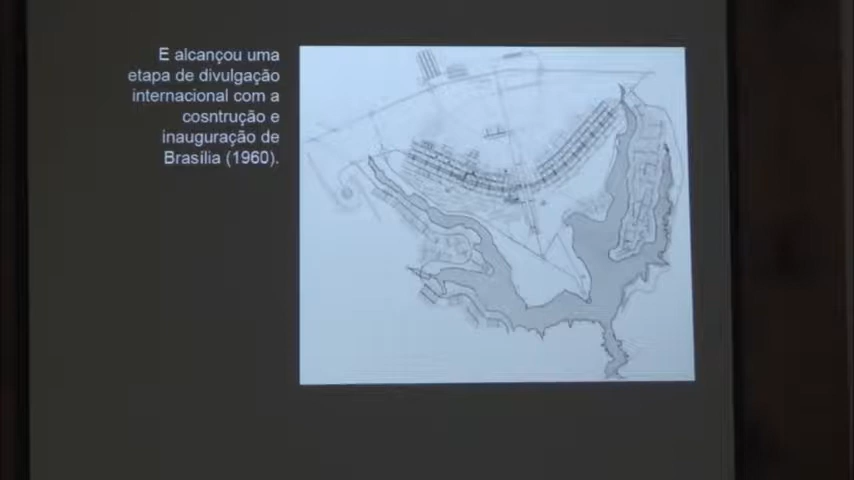 E alcançou uma
etapa de divulgação
internacional com a
cosntrução e
inauguração de
Brasília (1960).